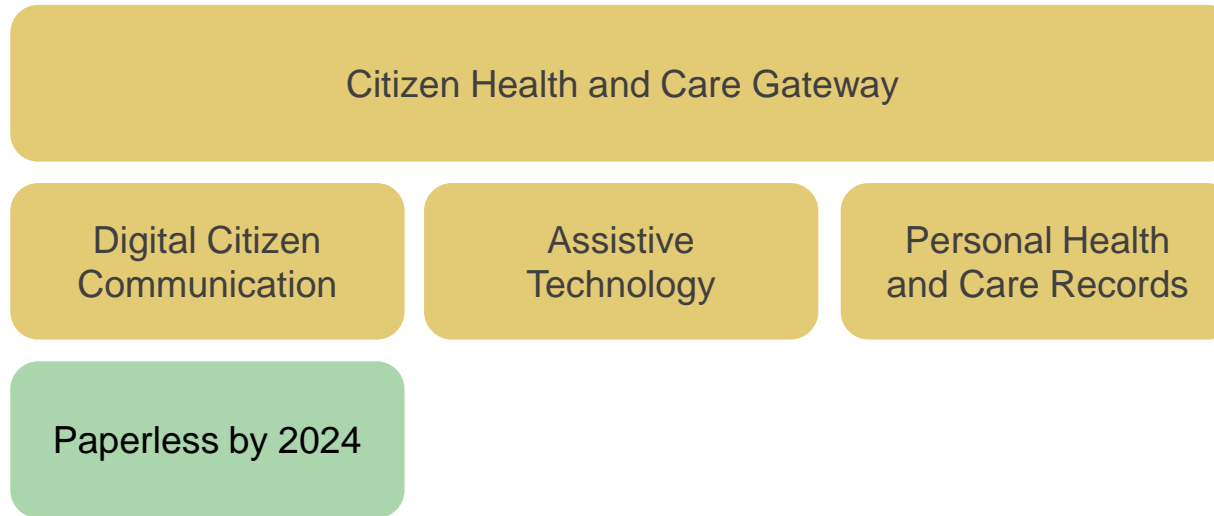 Citizen Health and Care Gateway
Digital Citizen
Communication
Assistive
Technology
Personal Health
and Care Records
Paperless by 2024